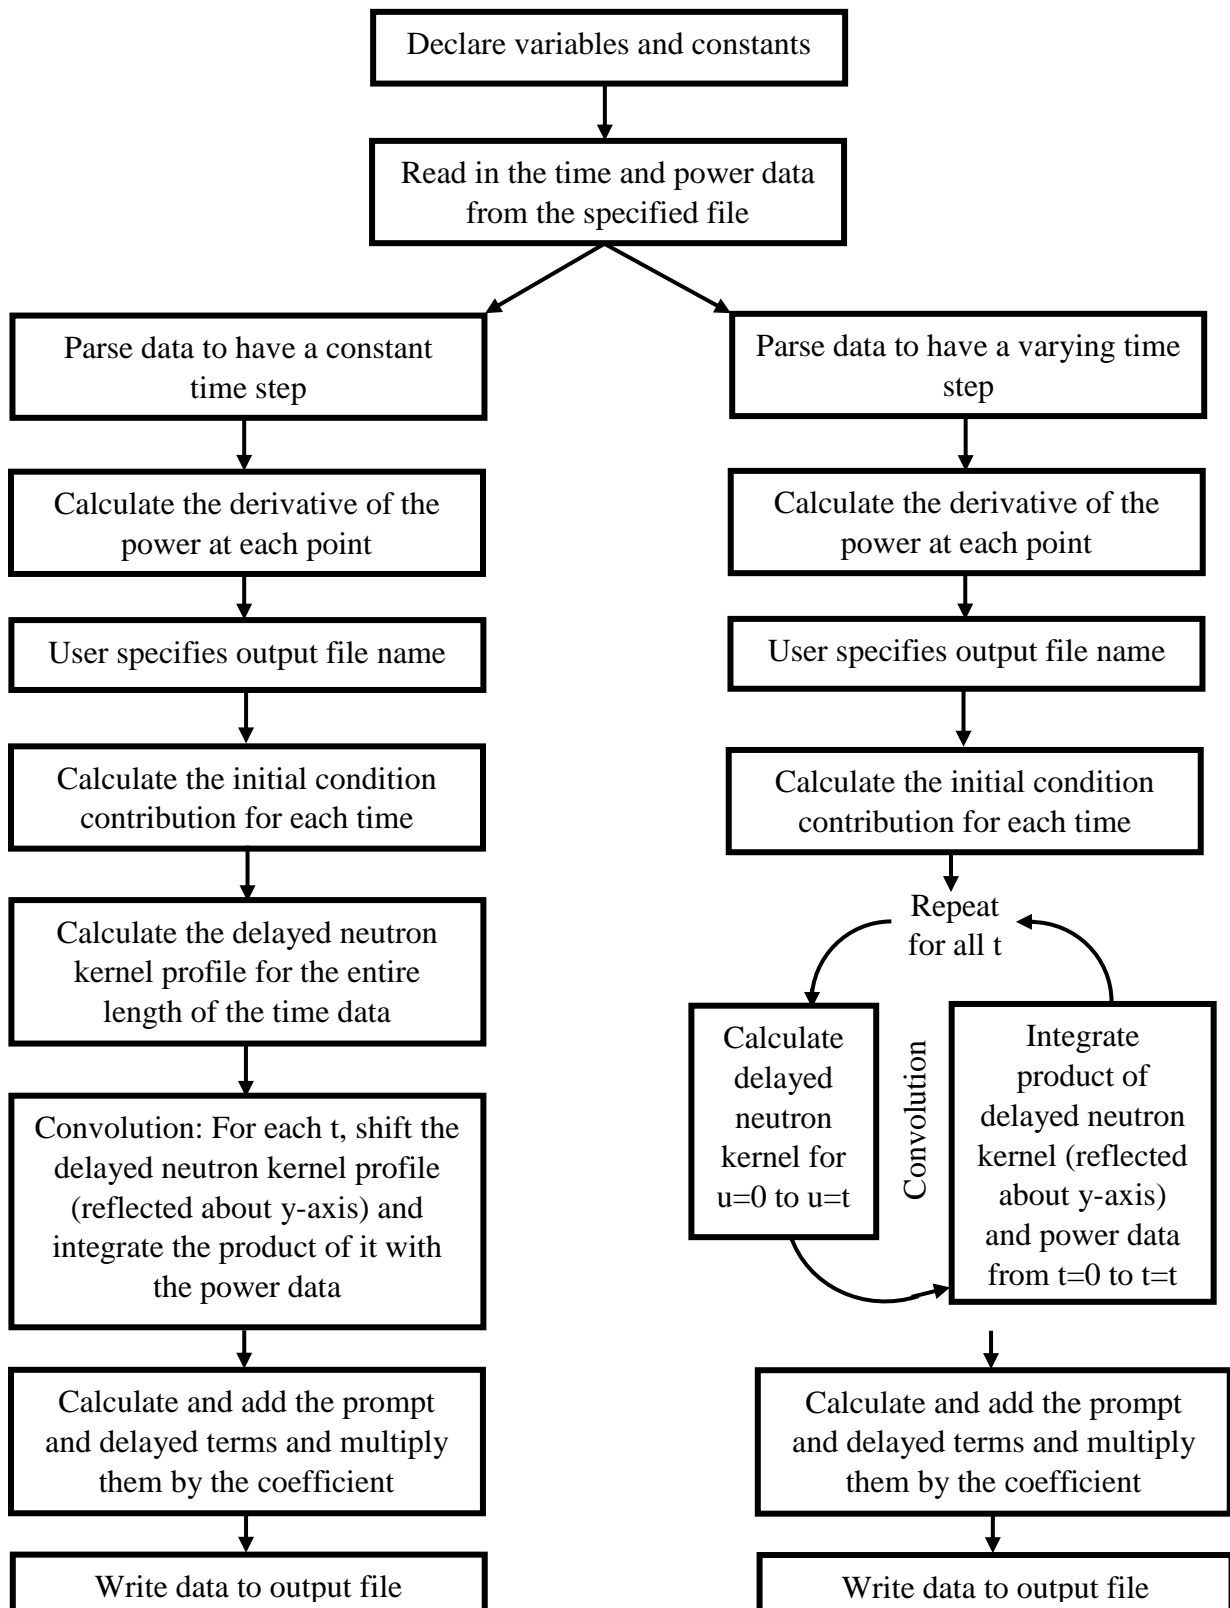 Declare variables and constants
Read in the time and power data
from the specified file
Parse data to have a constant
time step
Calculate the derivative of the
power at each point
User specifies output file name
Calculate the initial condition
contribution for each time
Calculate the delayed neutron
kernel profile for the entire
length of the time data
Convolution: For each t, shift the
delayed neutron kernel profile
(reflected about y-axis) and
integrate the product of it with
the power data
Calculate and add the prompt
and delayed terms and multiply
them by the coefficient
Write data to output file
Parse data to have a varying time
step
Calculate the derivative of the
power at each point
User specifies output file name
Calculate the initial condition
contribution for each time
Repeat
for all t
Calculate
delayed
neutron
kernel for
u=0 to u=t
Convolution
Integrate
product of
delayed neutron
kernel (reflected
about y-axis)
and power data
from t=0 to t=t
Calculate and add the prompt
and delayed terms and multiply
them by the coefficient
Write data to output file